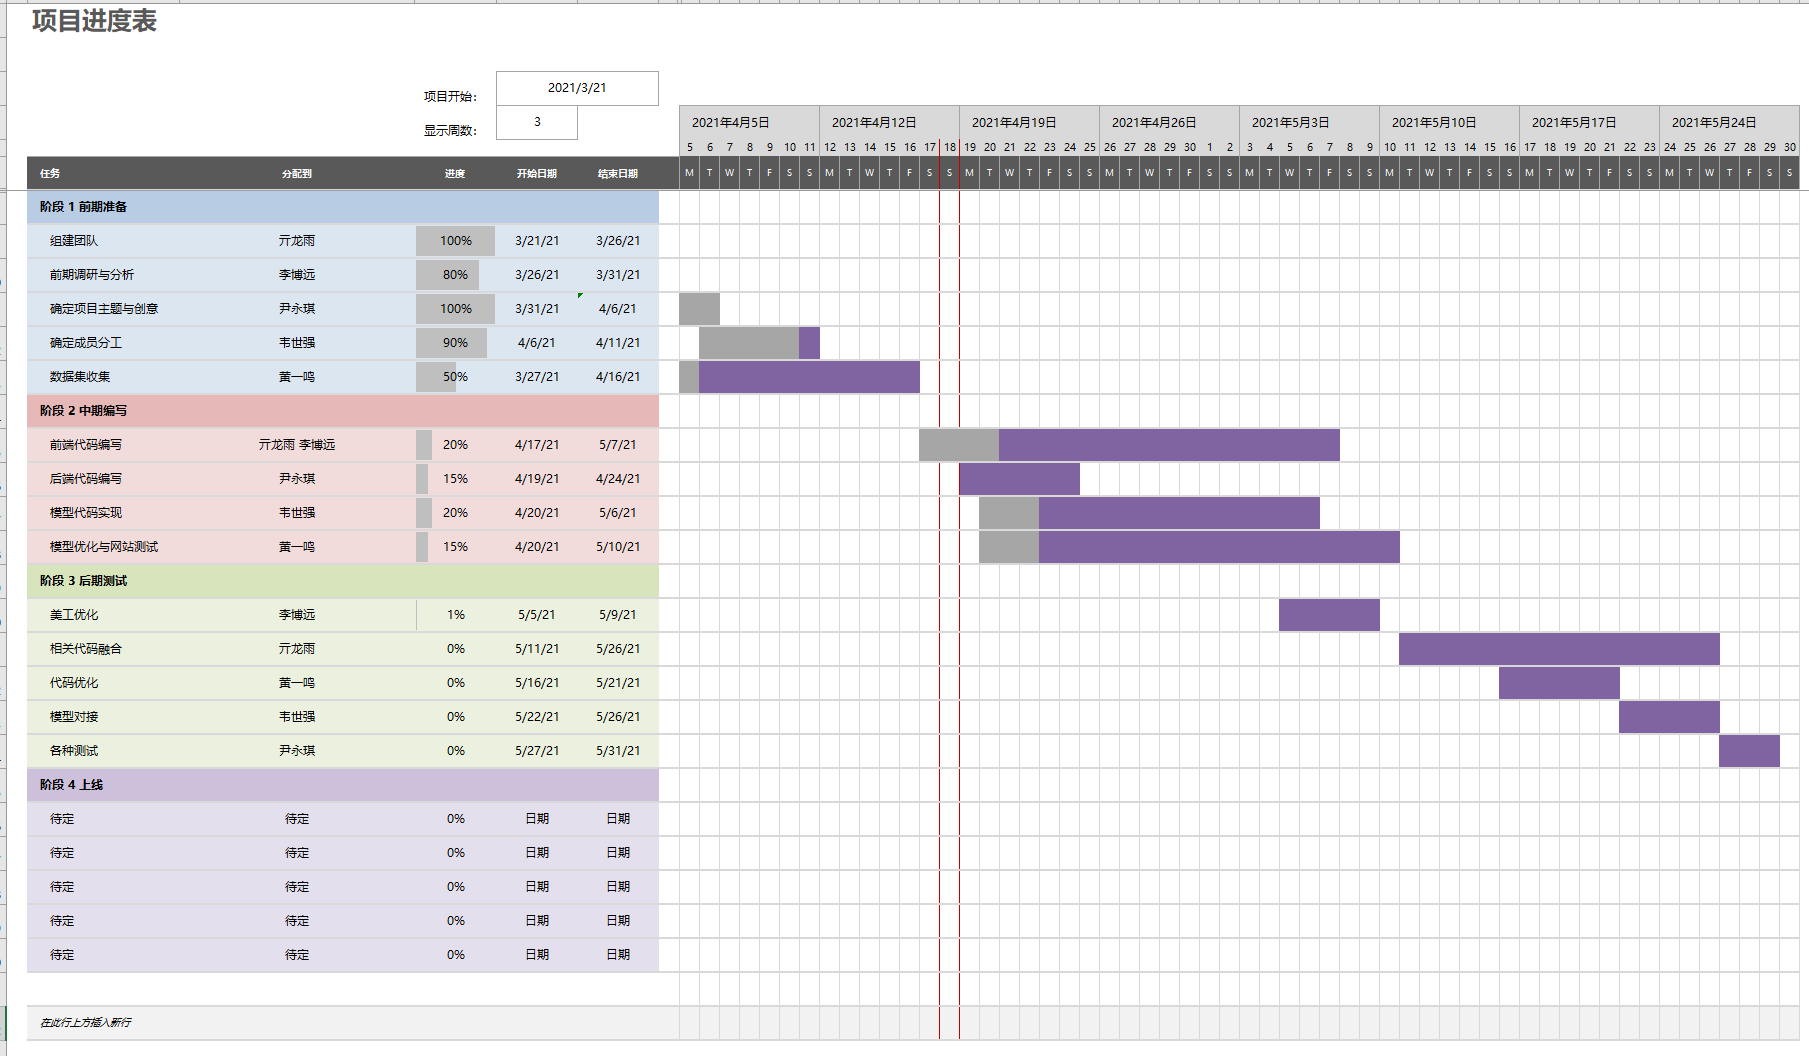 项目进度表
项目开始: 2021/3/21
显示周数: 3
2021年4月5日 2021年4月12日 2021年4月19日 2021年4月26日 2021年5月3日 2021年5月10日 2021年5月17日 2021年5月24日
5 6 7 8 9 10 11 12 13 14 15 16 17 18 19 20 21 22 23 24 25 26 27 28 29 30 1 2 3 4 5 6 7 8 9 10 11 12 13 14 15 16 17 18 19 20 21 22 23 24 25 26 27 28 29 30
任务 分配到 进度 开始日期 结束日期 M T W T F S S M T W T F S S M T W T F S S M T W T F S S M T W T F S S M T W T F S S M T W T F S S M T W T F S S
阶段 1 前期准备
组建团队 亓龙雨 100% 3/21/21 3/26/21
前期调研与分析 李博远 80% 3/26/21 3/31/21
确定项目主题与创意 尹永琪 100% 3/31/21 4/6/21
确定成员分工 韦世强 90% 4/6/21 4/11/21
数据集收集 黄一鸣 50% 3/27/21 4/16/21
阶段 2 中期编写
前端代码编写 亓龙雨 李博远 20% 4/17/21 5/7/21
后端代码编写 尹永琪 15% 4/19/21 4/24/21
模型代码实现 韦世强 20% 4/20/21 5/6/21
模型优化与网站测试 黄一鸣 15% 4/20/21 5/10/21
阶段 3 后期测试
美工优化 李博远 1% 5/5/21 5/9/21
相关代码融合 亓龙雨 0% 5/11/21 5/26/21
代码优化 黄一鸣 0% 5/16/21 5/21/21
模型对接 韦世强 0% 5/22/21 5/26/21
各种测试 尹永琪 0% 5/27/21 5/31/21
阶段 4 上线
待定 待定 0% 日期 日期
待定 待定 0% 日期 日期
待定 待定 0% 日期 日期
待定 待定 0% 日期 日期
待定 待定 0% 日期 日期
在此行上方插入新行